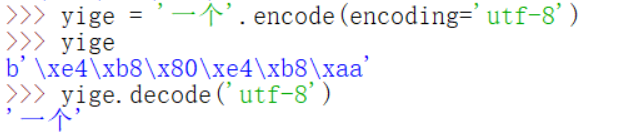 >>> yige = '一个'.encode(encoding='utf-8')
>>> yige
b'\xe4\xb8\x80\xe4\xb8\xaa'
>>> yige.decode('utf-8')
'一个'